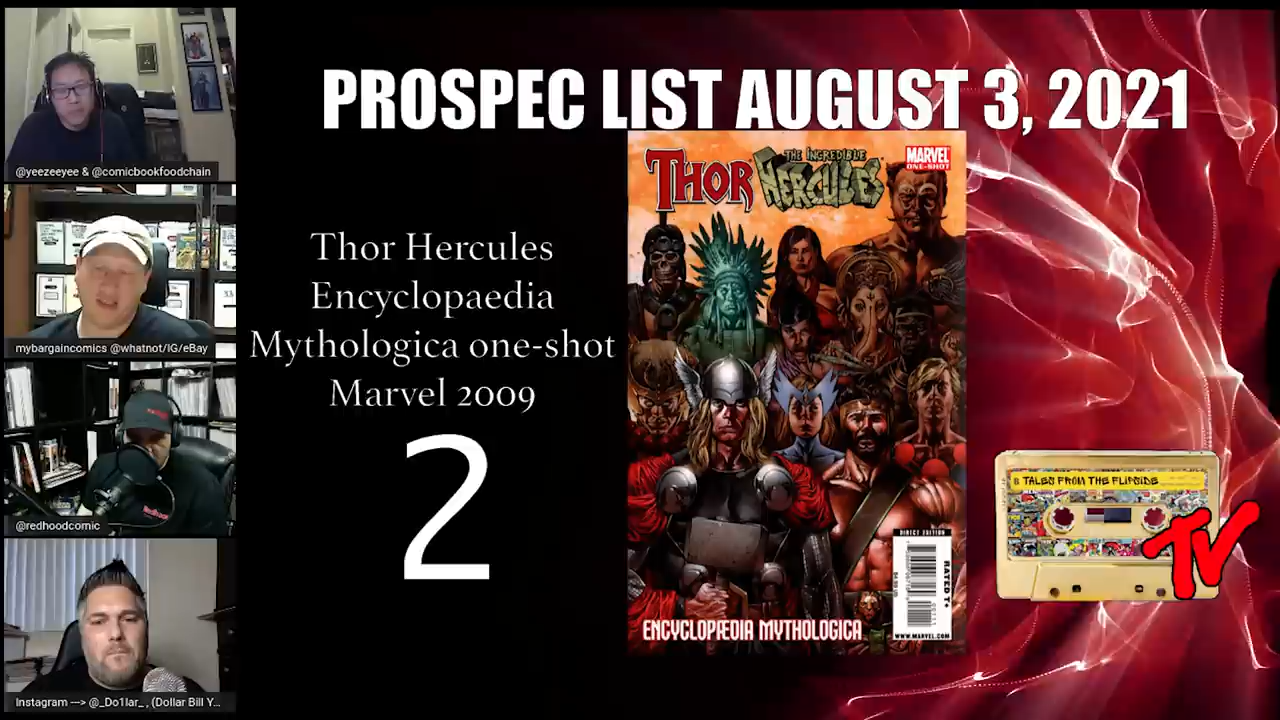 PROSPEC LIST AUGUST 3, 2021
@yeezeeyee & @comicbookfoodchain
mybargaincomics @whatnot/IG/eBay
@redhoodcomic
Instagram ---> @_Do1lar_ , (Dollar Bill Y...
Thor Hercules
Encyclopaedia
Mythologica one-shot
Marvel 2009
2
THOR
THE INCREDIBLE
HERCULES
MARVEL
ONE-SHOT
DIRECT EDITION
RATED T+
WWW.MARVEL.COM
ENCYCLOPÆDIA MYTHOLOGICA
B TALES FROM THE FLIPSIDE
TV